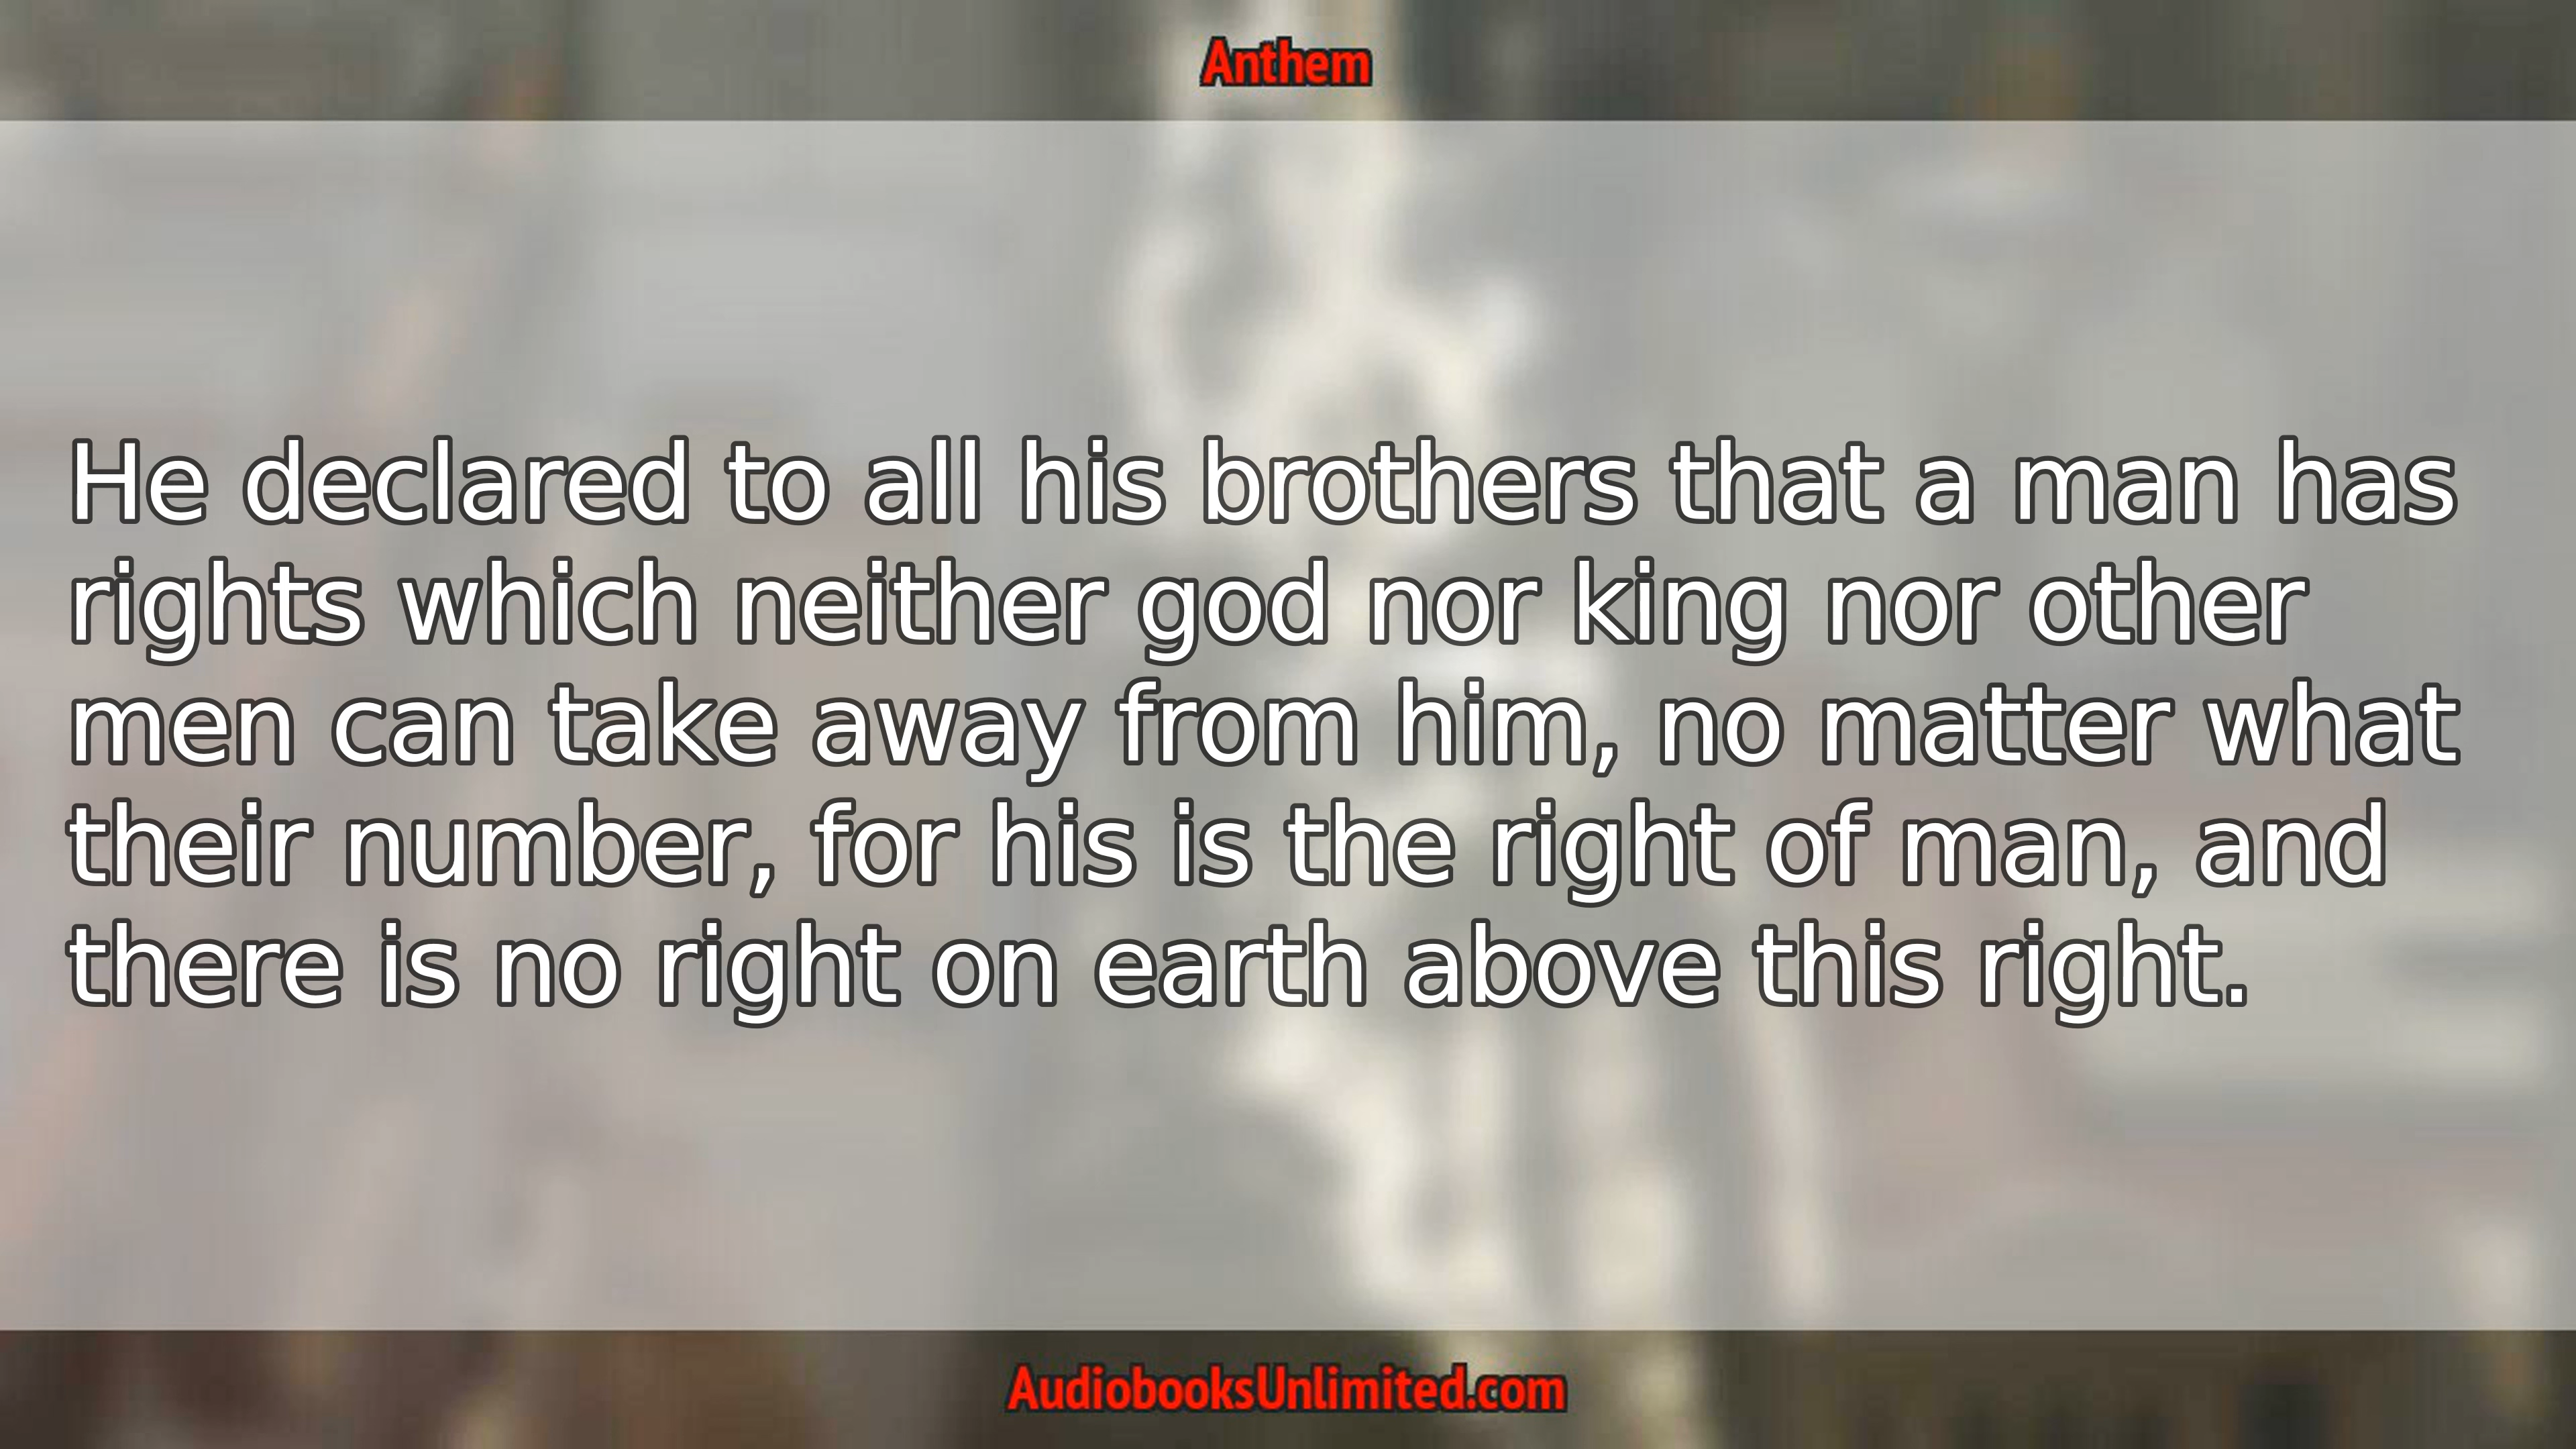 Anthem
He declared to all his brothers that a man has
rights which neither god nor king nor other
men can take away from him, no matter what
their number, for his is the right of man, and
there is no right on earth above this right.
AudiobooksUnlimited.com